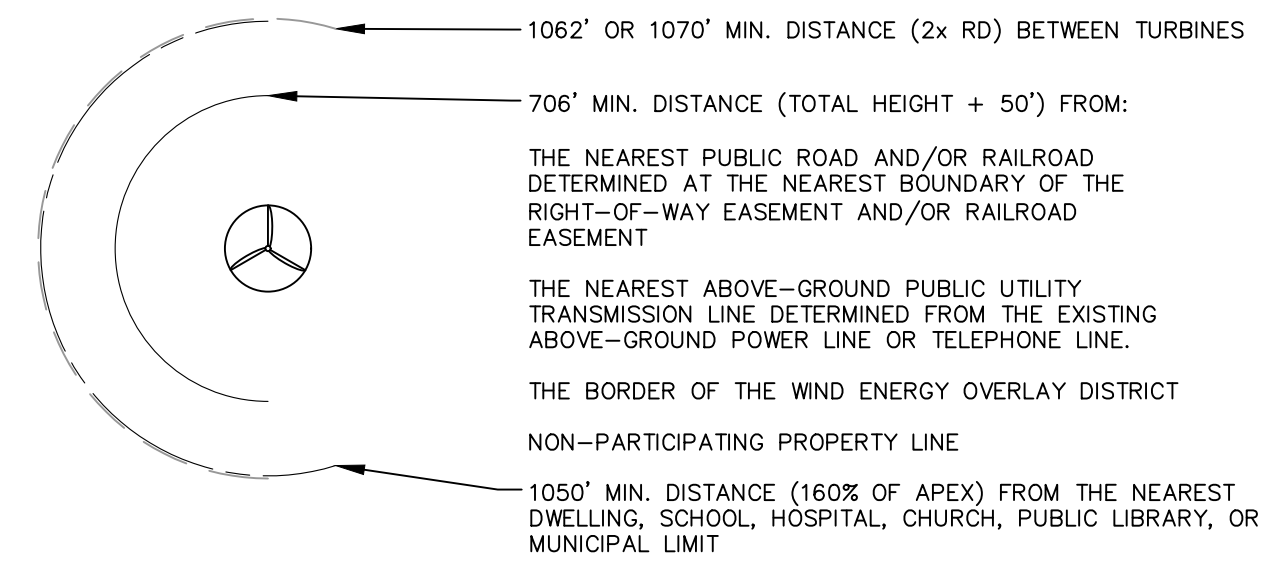 1062' OR 1070' MIN. DISTANCE (2x RD) BETWEEN TURBINES
706' MIN. DISTANCE (TOTAL HEIGHT + 50') FROM:
THE NEAREST PUBLIC ROAD AND/OR RAILROAD
DETERMINED AT THE NEAREST BOUNDARY OF THE
RIGHT-OF-WAY EASEMENT AND/OR RAILROAD
EASEMENT
THE NEAREST ABOVE-GROUND PUBLIC UTILITY
TRANSMISSION LINE DETERMINED FROM THE EXISTING
ABOVE-GROUND POWER LINE OR TELEPHONE LINE.
THE BORDER OF THE WIND ENERGY OVERLAY DISTRICT
NON-PARTICIPATING PROPERTY LINE
1050' MIN. DISTANCE (160% OF APEX) FROM THE NEAREST
DWELLING, SCHOOL, HOSPITAL, CHURCH, PUBLIC LIBRARY, OR
MUNICIPAL LIMIT